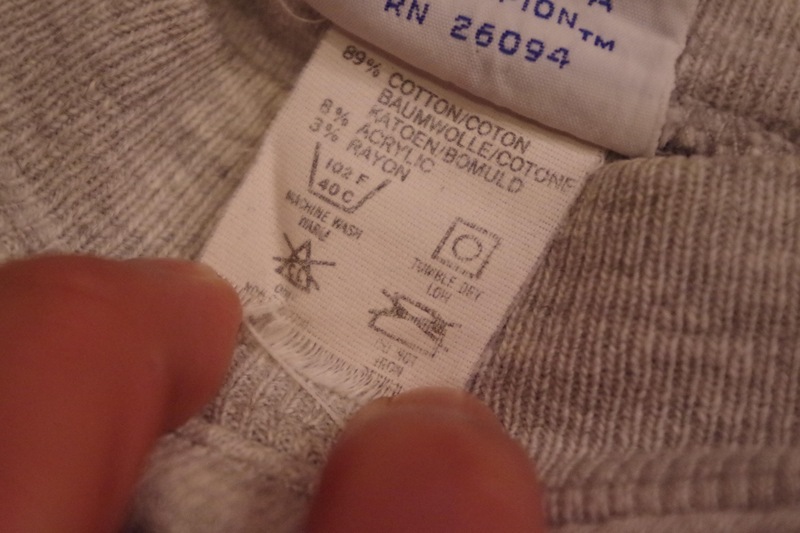 PION™
RN 26094
89% COTTON/COTON
BAUMWOLLE/COTONE
KATOEN/BOMULD
8% ACRYLIC
3% RAYON
102 F
40 C
MACHINE WASH
WARM
TUMBLE DRY
LOW
DO NOT
IRON